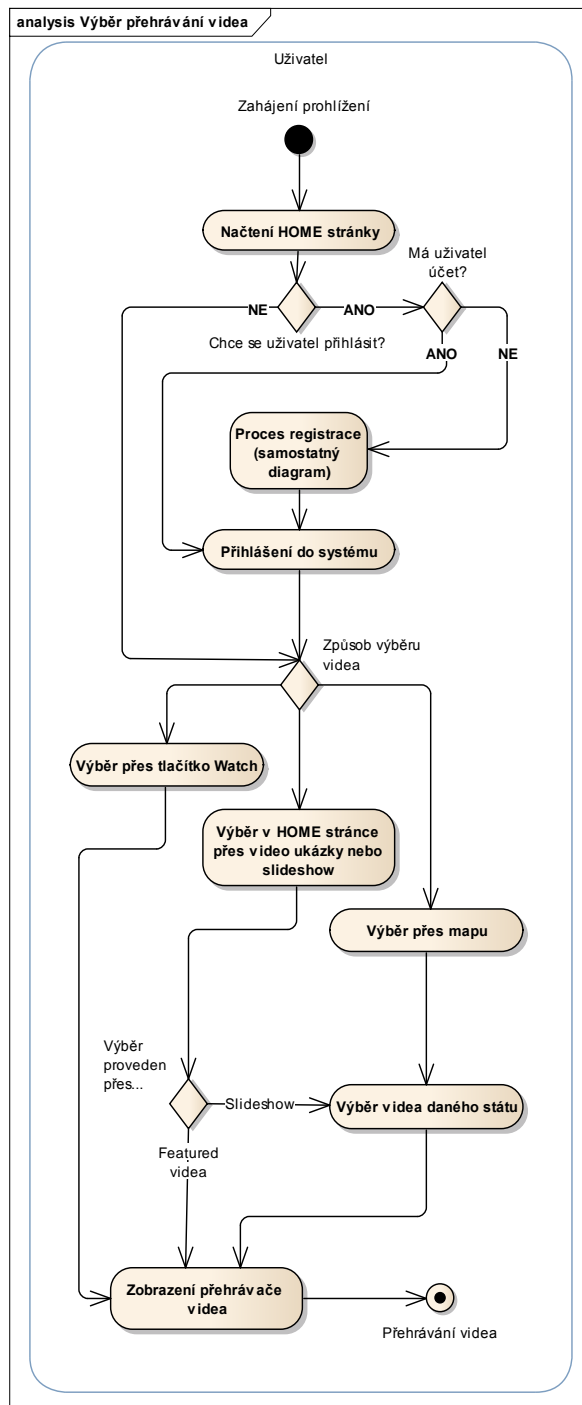 analysis Výběr přehrávání videa
Uživatel
Zahájení prohlížení
Načtení HOME stránky
Má uživatel
účet?
NE
ANO
Chce se uživatel přihlásit?
ANO
NE
Proces registrace
(samostatný
diagram)
Přihlášení do systému
Způsob výběru
videa
Výběr přes tlačítko Watch
Výběr v HOME stránce
přes video ukázky nebo
slideshow
Výběr přes mapu
Výběr
proveden
přes...
Slideshow
Výběr videa daného státu
Featured
videa
Zobrazení přehrávače
videa
Přehrávání videa